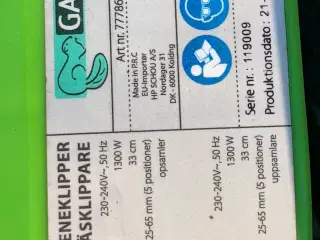 GA
Art nr. 77786
Made in P.R.C
EU-Importør
HP SCHOU A/S
Nordager 31
DK - 6000 Kolding
Serie nr.: 119009
Produktionsdato : 21-
ENEKLIPPER
ÄSKLIPPARE
230-240V~, 50 Hz
1300 W
33 cm
25-65 mm (5 positioner)
opsamler
230-240V~, 50 Hz
1300 W
33 cm
25-65 mm (5 positioner)
uppsamlare